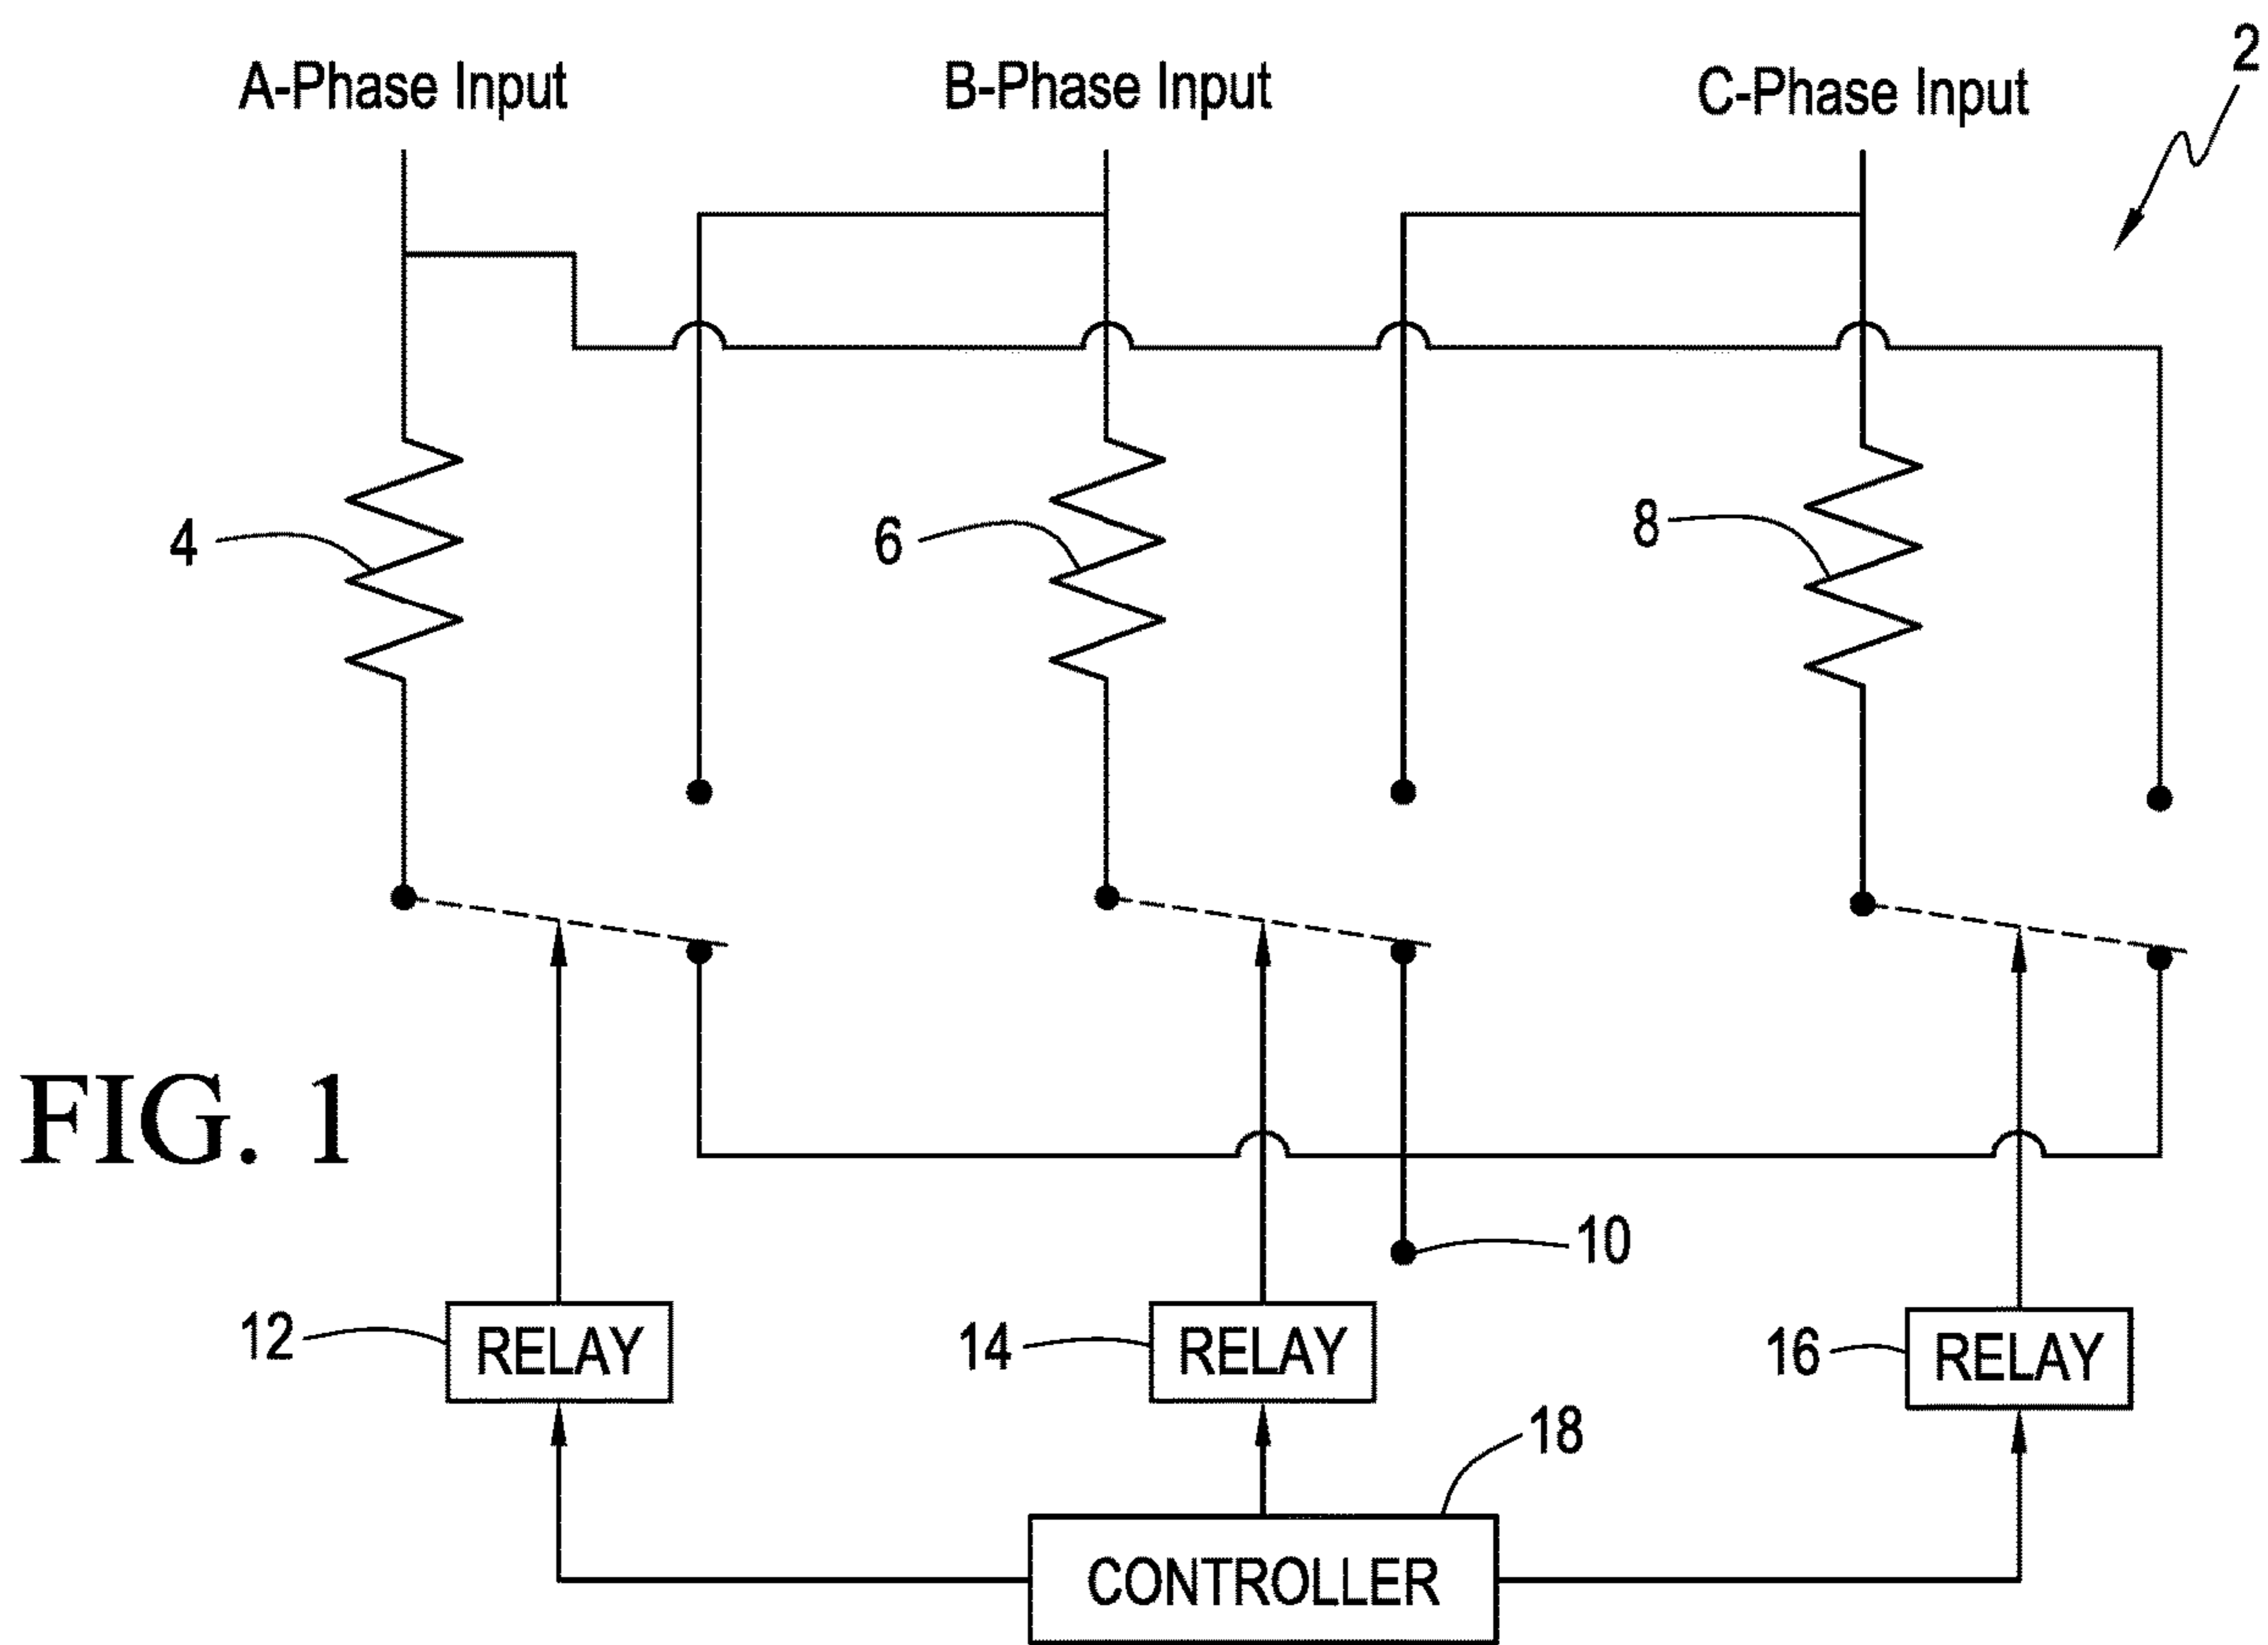 2
A-Phase Input
B-Phase Input
C-Phase Input
4
6
8
FIG. 1
10
12
RELAY
14
RELAY
16
RELAY
18
CONTROLLER